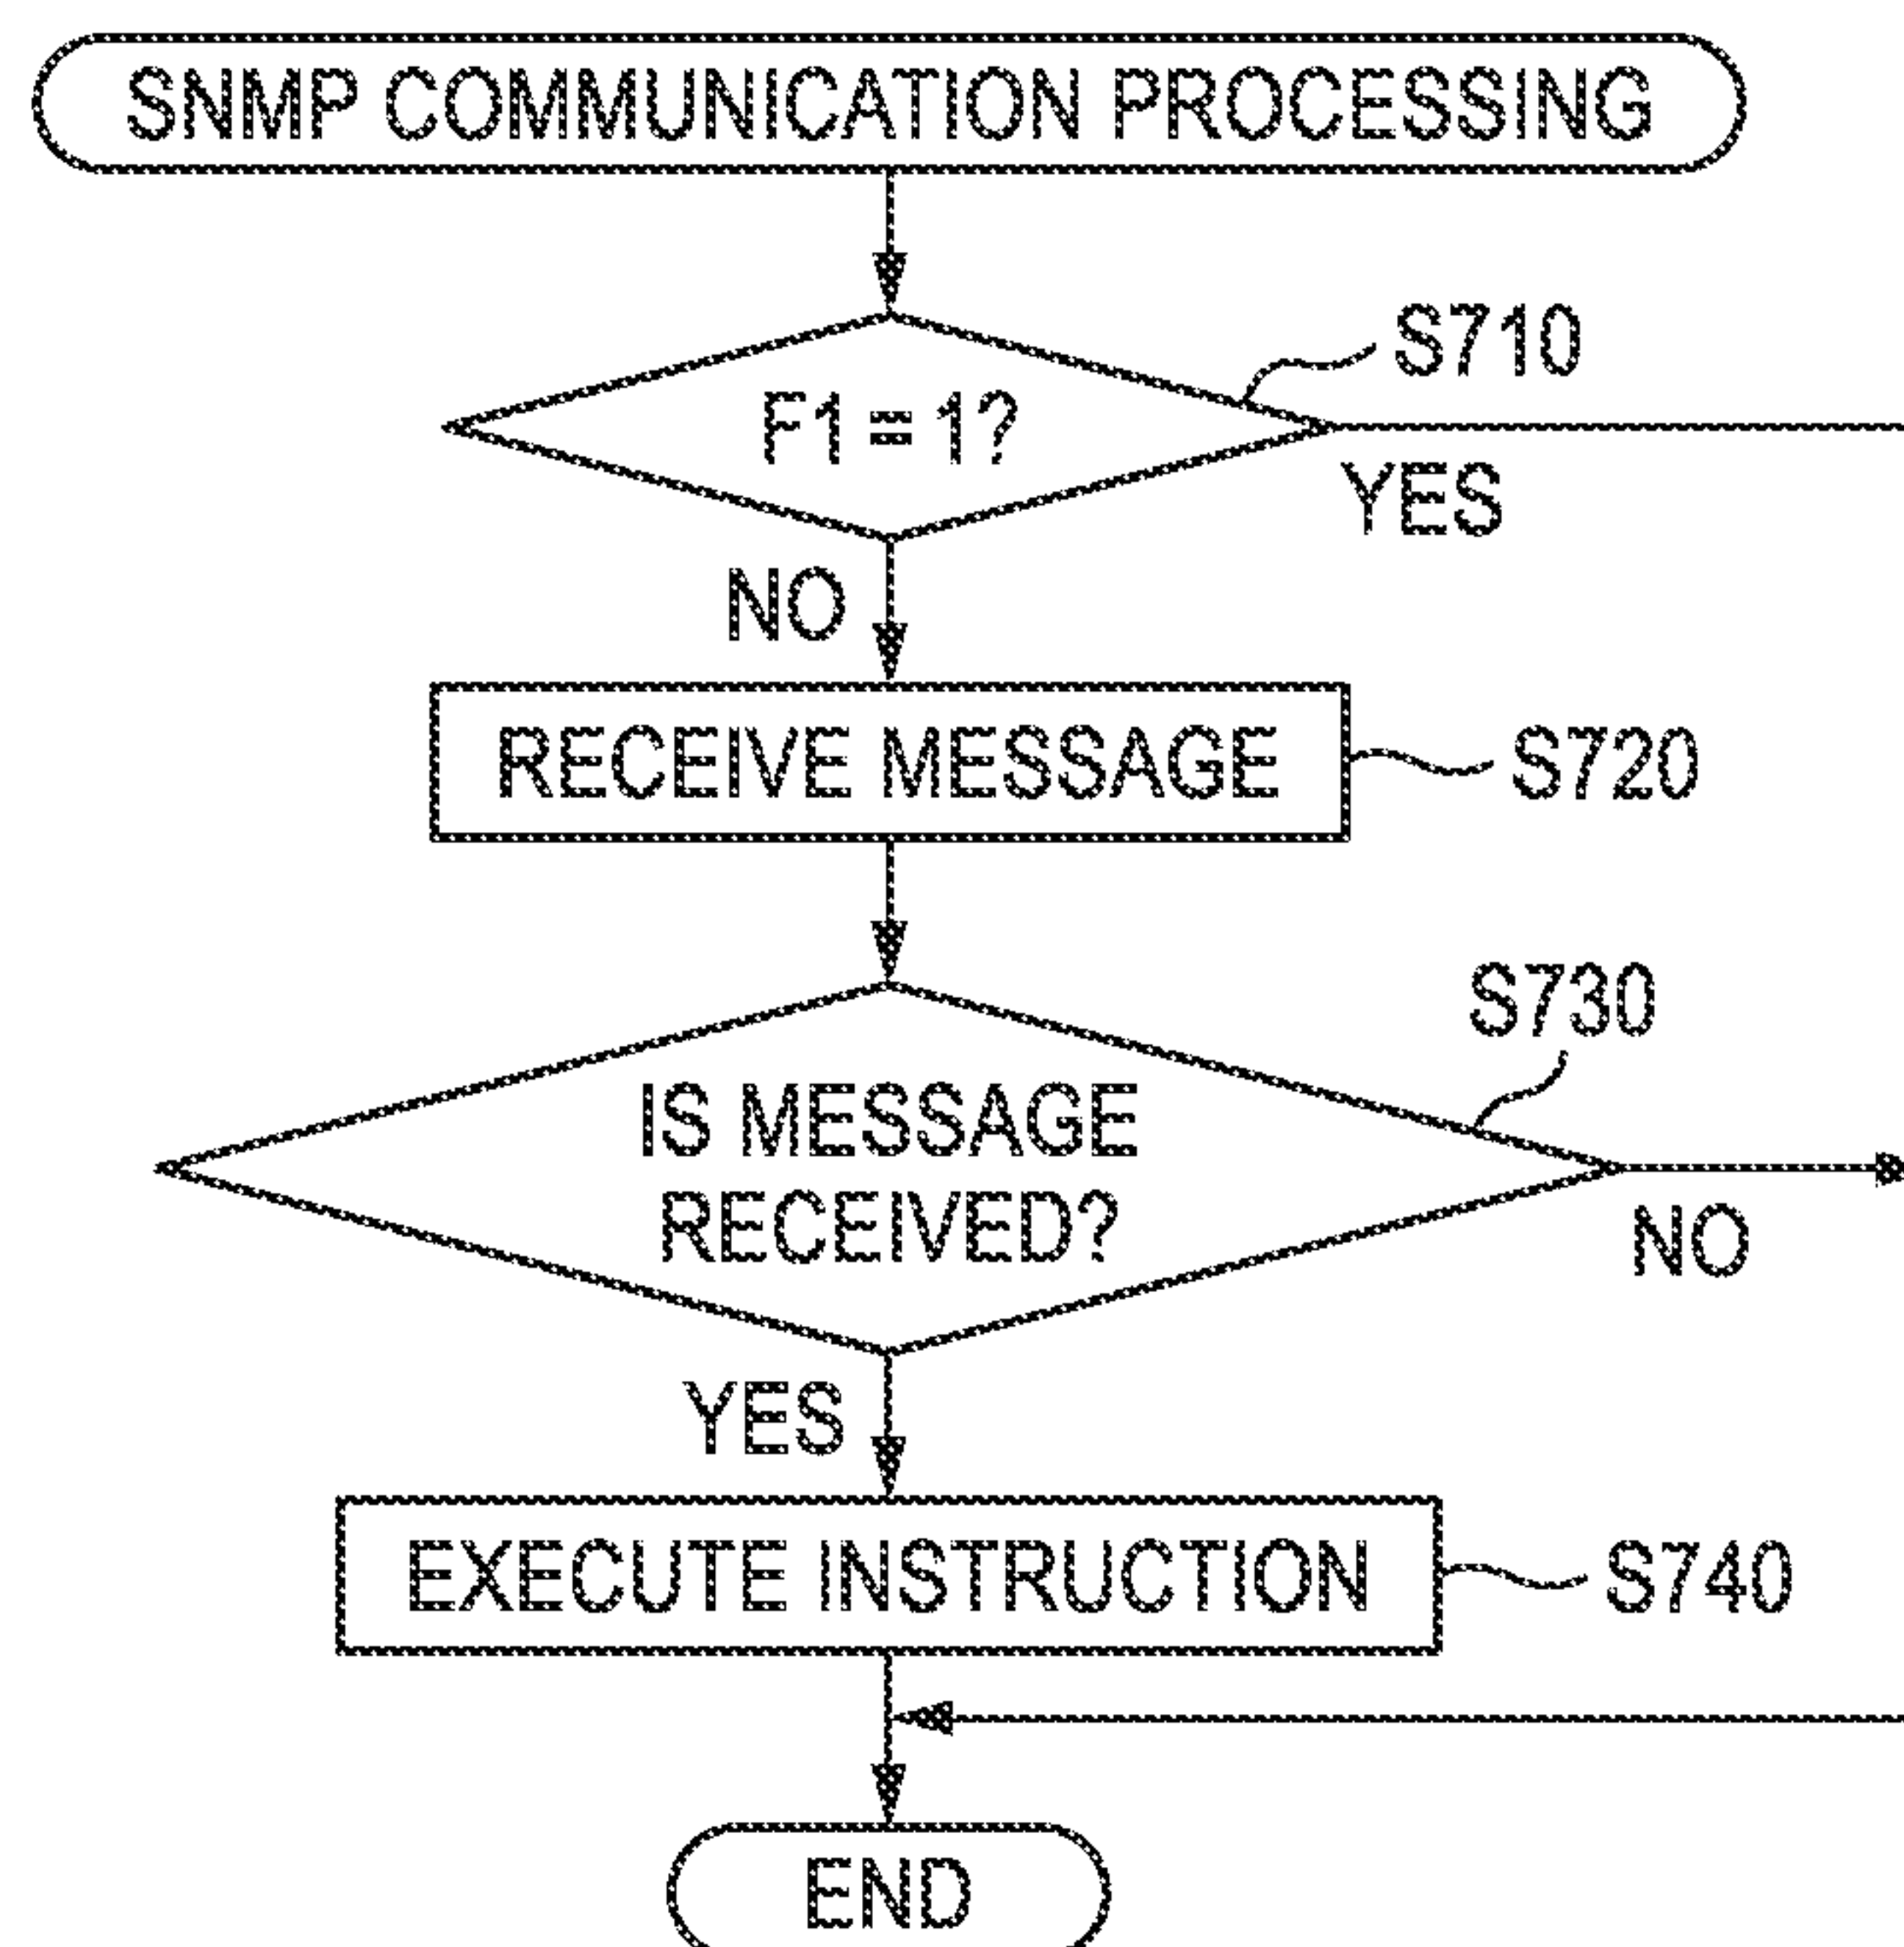 SNMP COMMUNICATION PROCESSING
S710
F1 = 1?
YES
NO
RECEIVE MESSAGE
S720
S730
IS MESSAGE
RECEIVED?
NO
YES
EXECUTE INSTRUCTION
S740
END